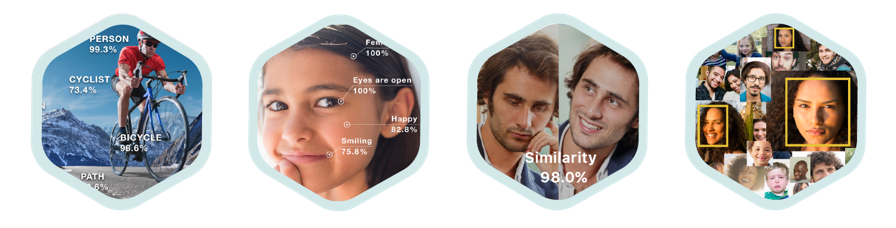 PERSON
99.3%
CYCLIST
73.4%
BICYCLE
98.6%
PATH
100%
Eyes are open
100%
Happy
82.8%
Smiling
75.8%
Similarity
98.0%